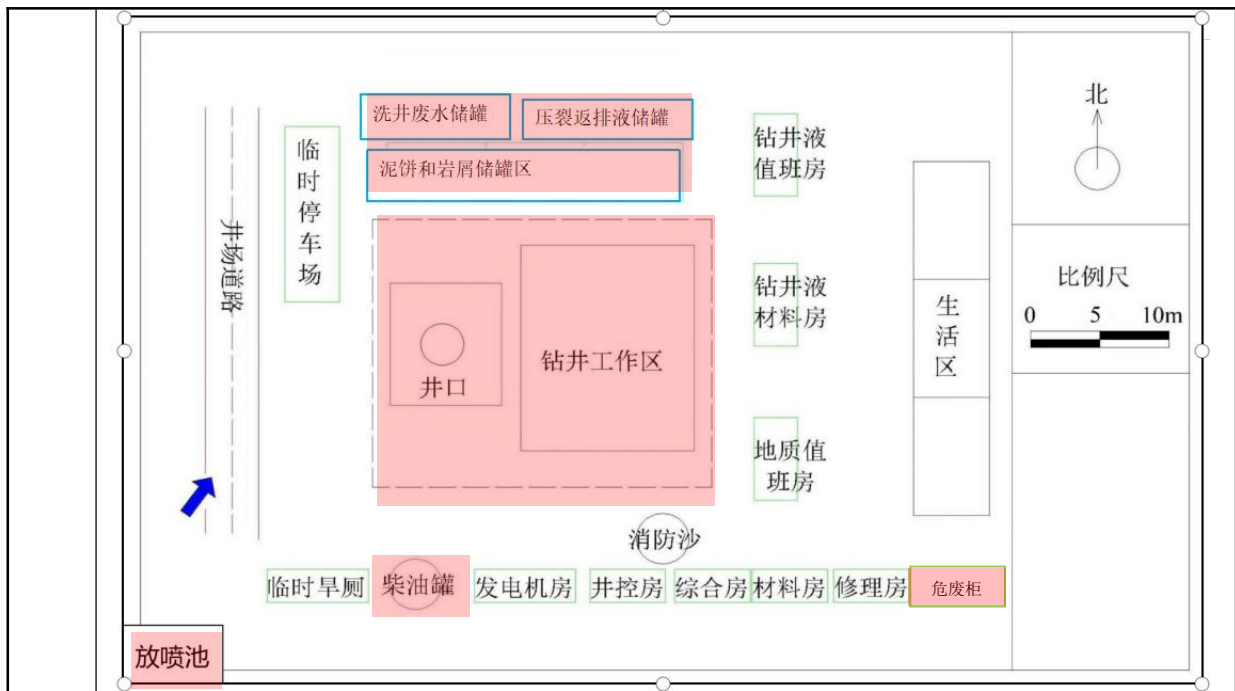 洗井废水储罐
压裂返排液储罐
泥饼和岩屑储罐区
临时停车场
井场道路
钻井液
值班房
钻井液
材料房
地质值
班房
井口
钻井工作区
生活区
北
比例尺
0 5 10m
消防沙
临时旱厕
柴油罐
发电机房
井控房
综合房
材料房
修理房
危废柜
放喷池